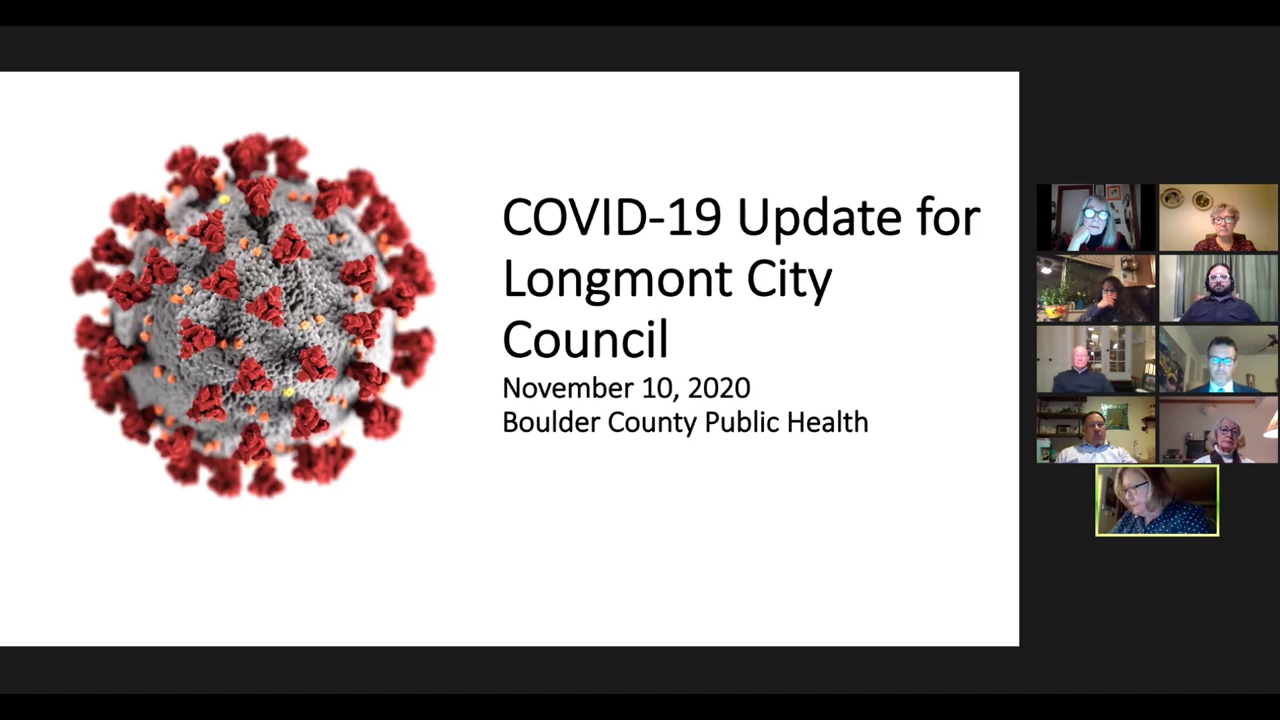 COVID-19 Update for
Longmont City
Council
November 10, 2020
Boulder County Public Health